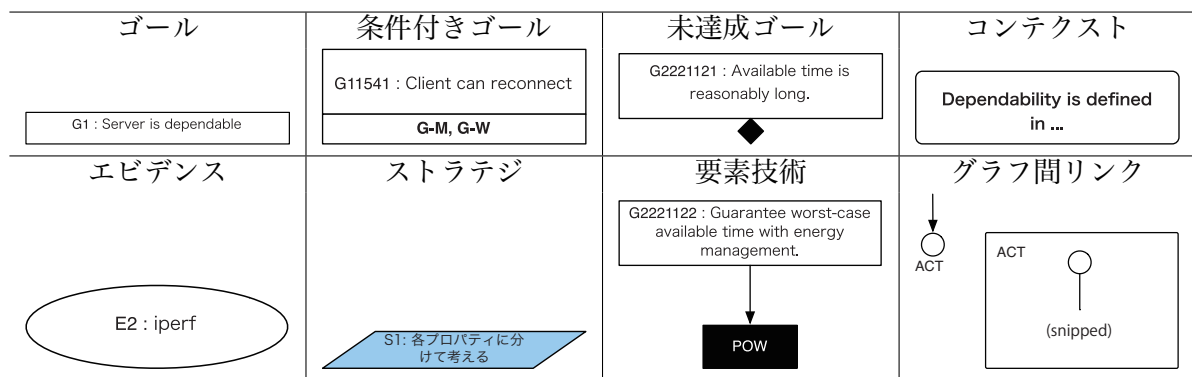 ゴール
条件付きゴール
未達成ゴール
コンテクスト
G1 : Server is dependable
G11541 : Client can reconnect
G-M, G-W
G2221121 : Available time is
reasonably long.
Dependability is defined
in ...
エビデンス
ストラテジ
要素技術
グラフ間リンク
E2 : iperf
S1: 各プロパティに分
けて考える
G2221122 : Guarantee worst-case
available time with energy
management.
POW
ACT
ACT
(snipped)